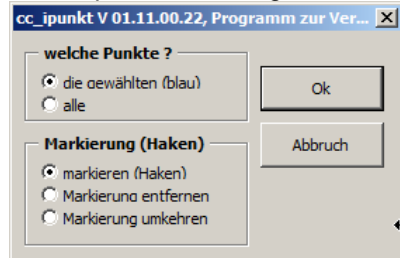 cc_ipunkt V 01.11.00.22, Programm zur Ver...
welche Punkte ?
die gewählten (blau)
alle
Ok
Markierung (Haken)
Abbruch
markieren (Haken)
Markierung entfernen
Markierung umkehren